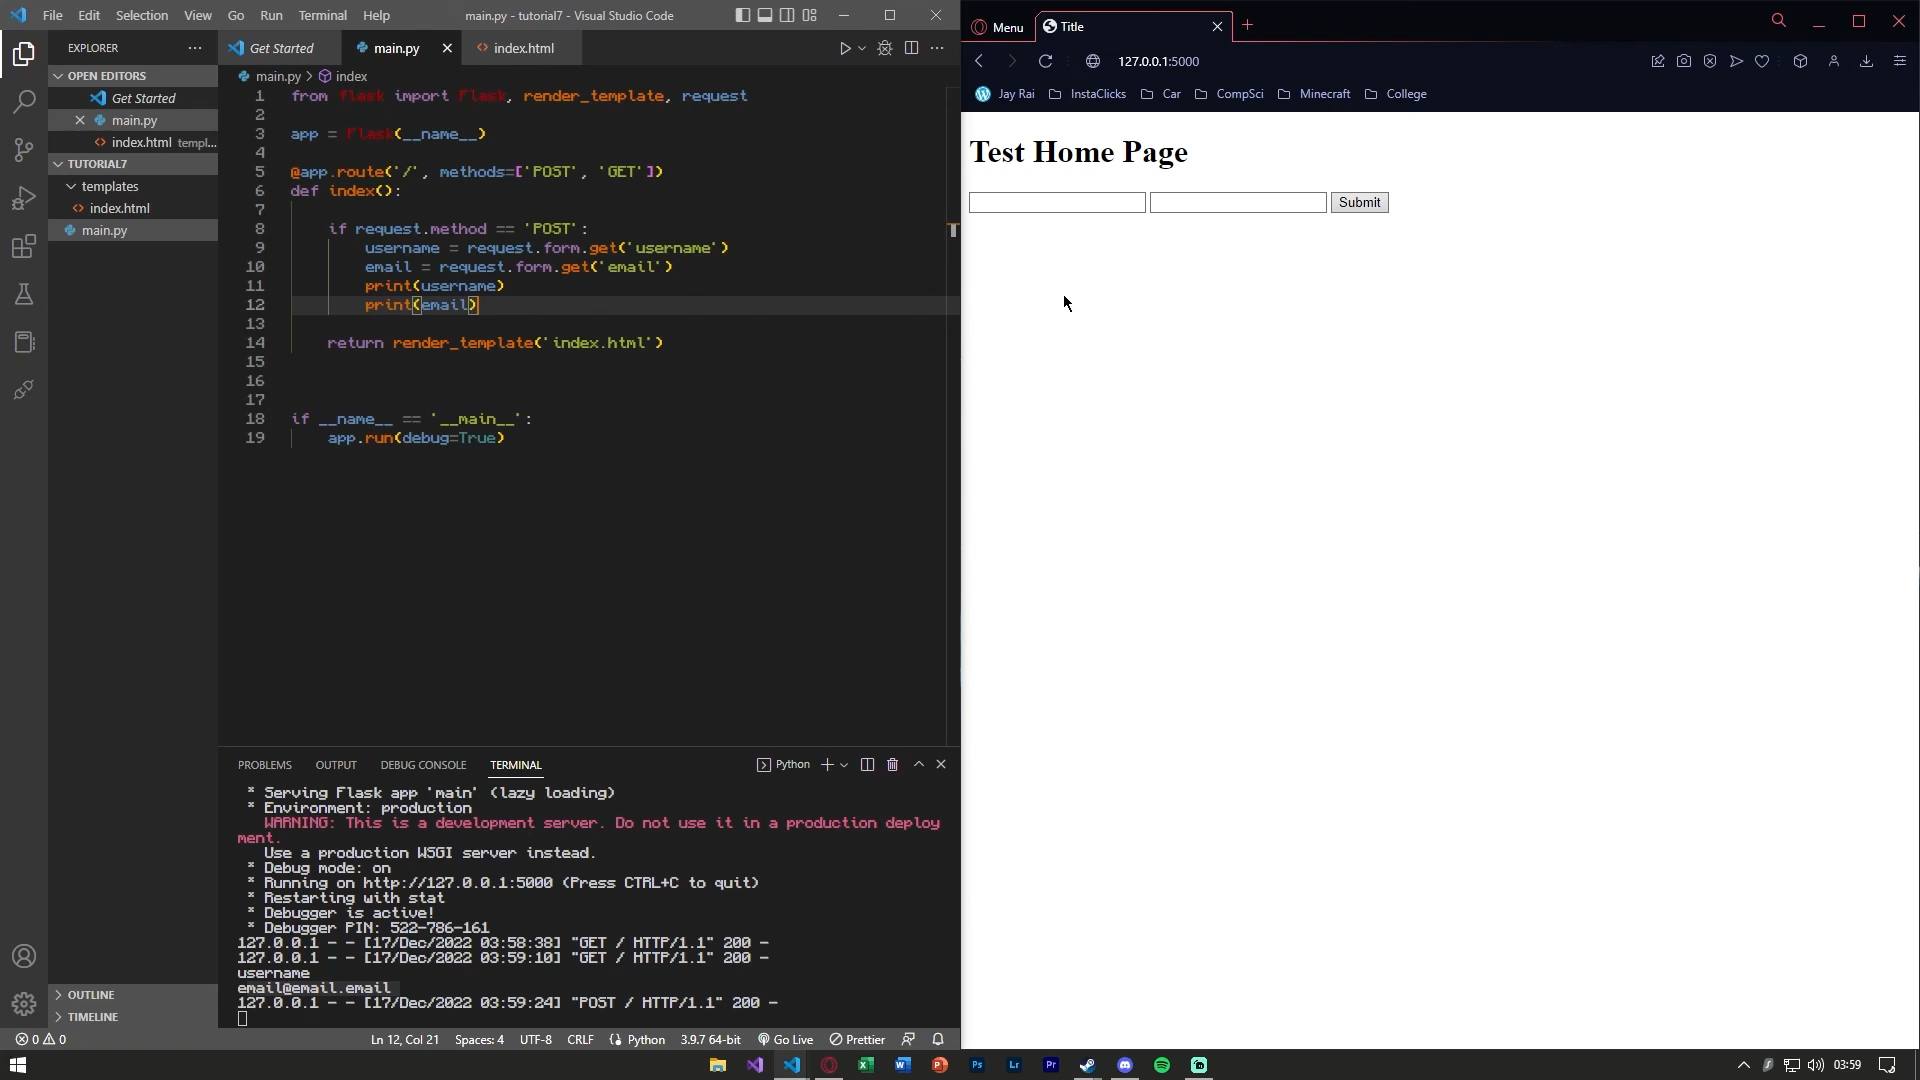 File Edit Selection View Go Run Terminal Help main.py - tutorial7 - Visual Studio Code
EXPLORER
OPEN EDITORS
Get Started
main.py
index.html templ...
TUTORIAL7
templates
index.html
main.py
OUTLINE
TIMELINE
Get Started main.py index.html
main.py > index
1 from flask import Flask, render_template, request
2
3 app = Flask(__name__)
4
5 @app.route('/', methods=['POST', 'GET'])
6 def index():
7
8 if request.method == 'POST':
9 username = request.form.get('username')
10 email = request.form.get('email')
11 print(username)
12 print(email)
13
14 return render_template('index.html')
15
16
17
18 if __name__ == '__main__':
19 app.run(debug=True)
PROBLEMS OUTPUT DEBUG CONSOLE TERMINAL Python
* Serving Flask app 'main' (lazy loading)
* Environment: production
WARNING: This is a development server. Do not use it in a production deploy
ment.
Use a production WSGI server instead.
* Debug mode: on
* Running on http://127.0.0.1:5000 (Press CTRL+C to quit)
* Restarting with stat
* Debugger is active!
* Debugger PIN: 522-786-161
127.0.0.1 - - [17/Dec/2022 03:58:38] "GET / HTTP/1.1" 200 -
127.0.0.1 - - [17/Dec/2022 03:59:10] "GET / HTTP/1.1" 200 -
username
email@email.email
127.0.0.1 - - [17/Dec/2022 03:59:24] "POST / HTTP/1.1" 200 -
0 0 Ln 12, Col 21 Spaces: 4 UTF-8 CRLF Python 3.9.7 64-bit Go Live Prettier
Menu Title
127.0.0.1:5000
Jay Rai InstaClicks Car CompSci Minecraft College
Test Home Page
Submit
Ps Lr Pr 03:59